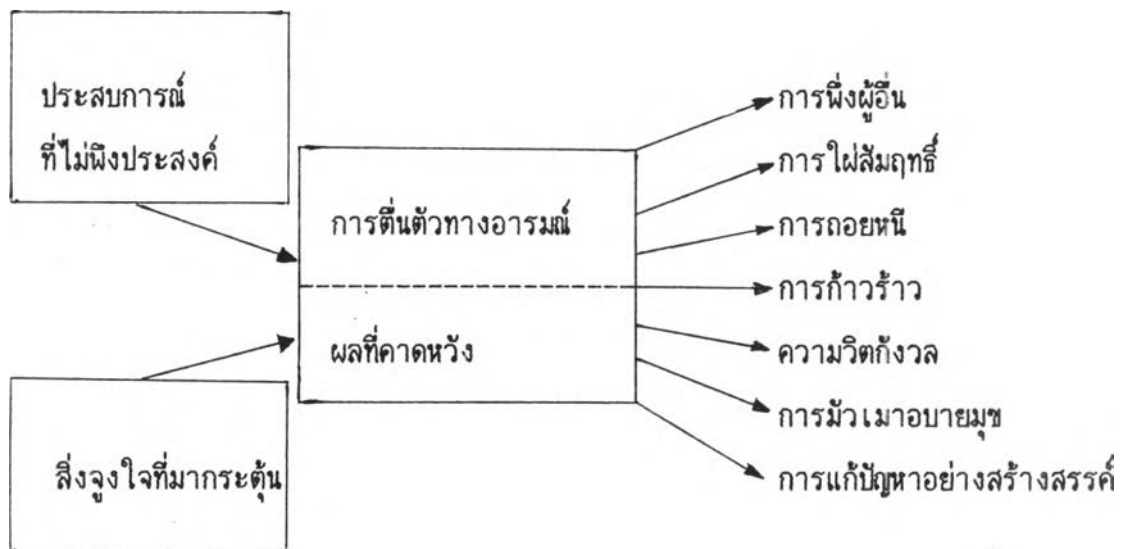 ประสบการณ์
ที่ไม่พึงประสงค์
สิ่งจูงใจที่มากระตุ้น
การตื่นตัวทางอารมณ์
ผลที่คาดหวัง
การพึ่งผู้อื่น
การใฝ่สัมฤทธิ์
การถอยหนี
การก้าวร้าว
ความวิตกังวล
การมัวเมาอบายมุข
การแก้ปัญหาอย่างสร้างสรรค์